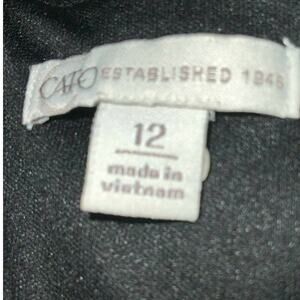 CATO ESTABLISHED 1946
12
made in
vietnam